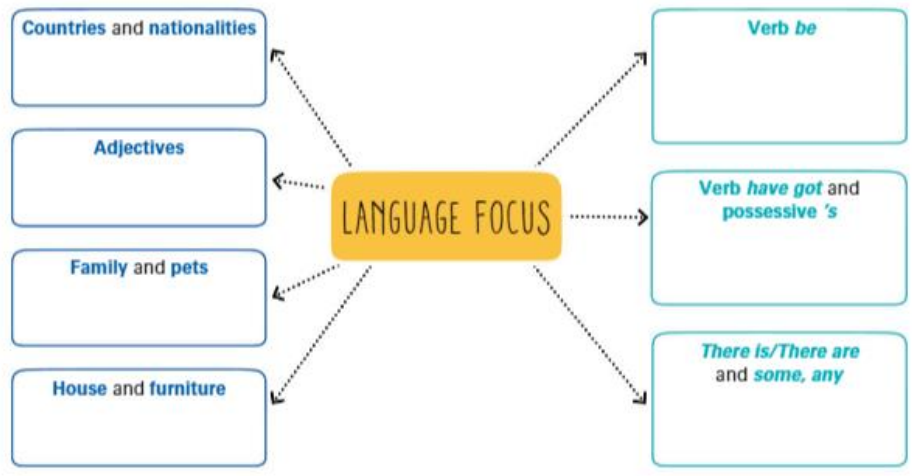 Countries and nationalities
Adjectives
Family and pets
House and furniture
LANGUAGE FOCUS
Verb be
Verb have got and
possessive 's
There is/There are
and some, any